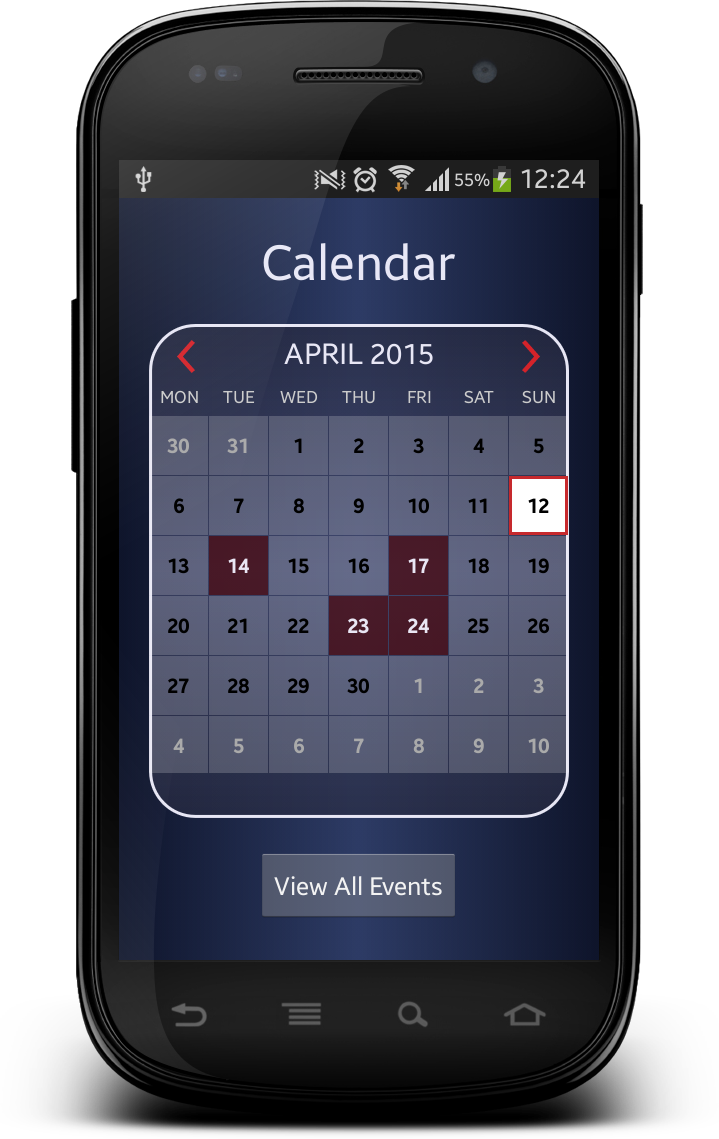 55% 12:24
Calendar
APRIL 2015
MON TUE WED THU FRI SAT SUN
30 31 1 2 3 4 5
6 7 8 9 10 11 12
13 14 15 16 17 18 19
20 21 22 23 24 25 26
27 28 29 30 1 2 3
4 5 6 7 8 9 10
View All Events